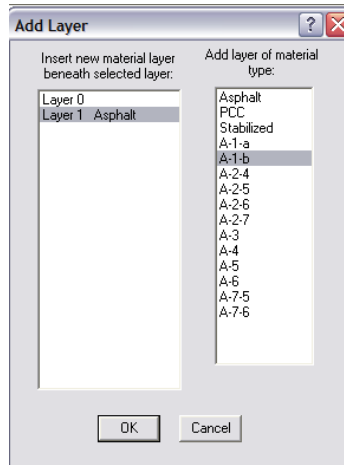 Add Layer
?
Insert new material layer
beneath selected layer:
Add layer of material
type:
Layer 0
Layer 1 Asphalt
Asphalt
PCC
Stabilized
A-1-a
A-1-b
A-2-4
A-2-5
A-2-6
A-2-7
A-3
A-4
A-5
A-6
A-7-5
A-7-6
OK
Cancel